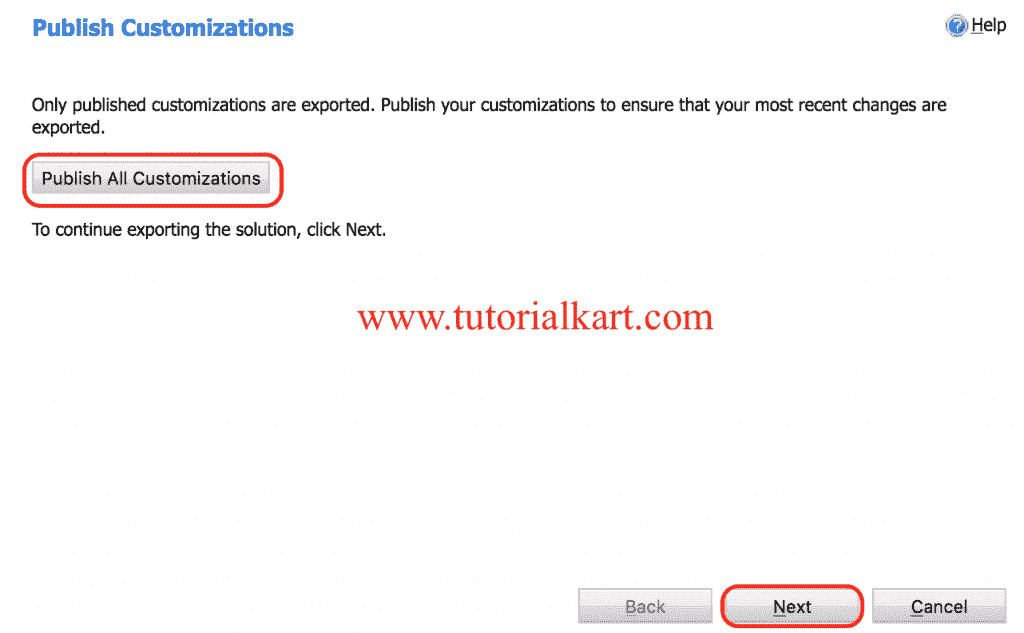 Publish Customizations
Help
Only published customizations are exported. Publish your customizations to ensure that your most recent changes are
exported.
Publish All Customizations
To continue exporting the solution, click Next.
www.tutorialkart.com
Back
Next
Cancel